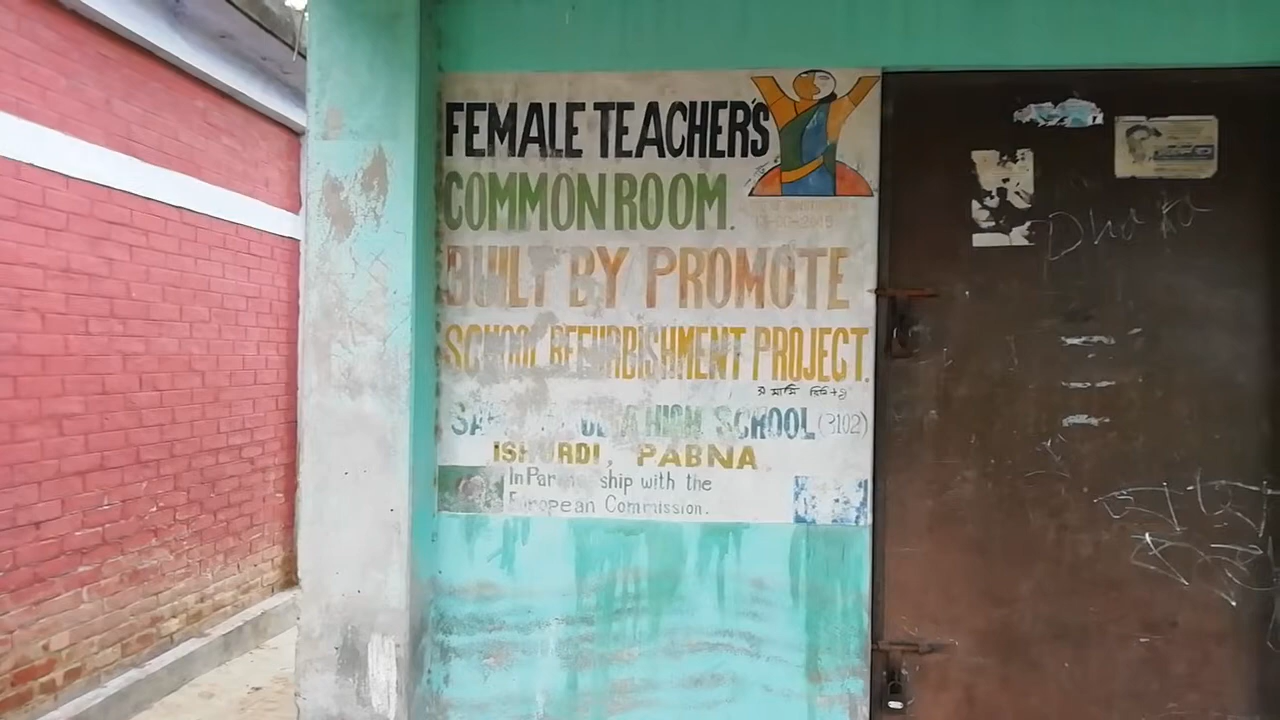 FEMALE TEACHER'S
COMMON ROOM.
BUILT BY PROMOTE
SCHOOL REFURBISHMENT PROJECT.
HIGH SCHOOL (3102)
ISHURDI, PABNA
In Partnership with the
European Commission.
Dhaka